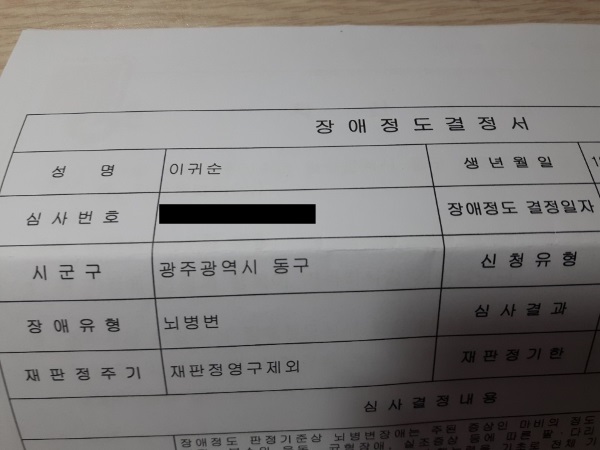 장애정도결정서
성 명 이귀순 생년월일
심사번호 장애정도 결정일자
시군구 광주광역시 동구 신청유형
장애유형 뇌병변 심사결과
재판정주기 재판정영구제외 재판정기한
심사결정내용
장애정도 판정기준상 뇌병변장애는 주된 증상인 마비의 정도